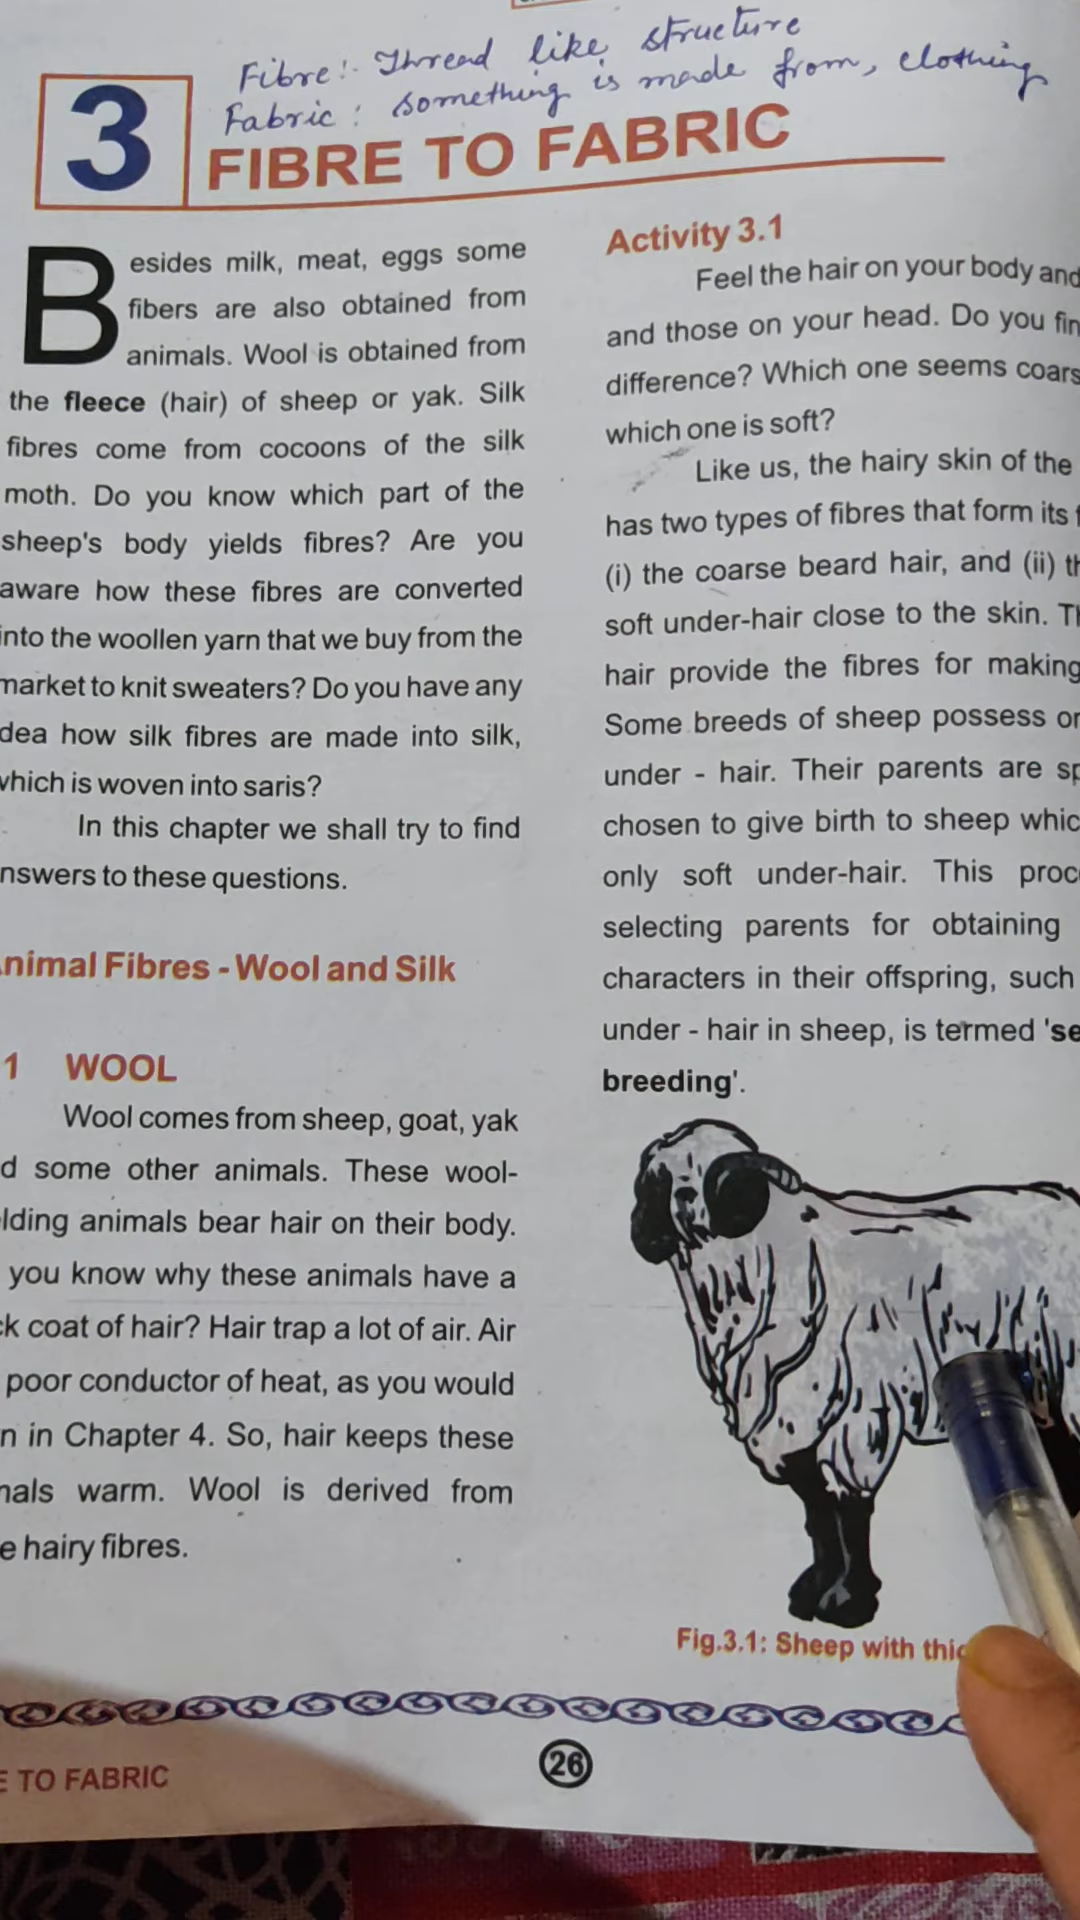 Fibre:- Thread like structure
Fabric: something is made from, clothing
3
FIBRE TO FABRIC
Besides milk, meat, eggs some
fibers are also obtained from
animals. Wool is obtained from
the fleece (hair) of sheep or yak. Silk
fibres come from cocoons of the silk
moth. Do you know which part of the
sheep's body yields fibres? Are you
aware how these fibres are converted
into the woollen yarn that we buy from the
market to knit sweaters? Do you have any
dea how silk fibres are made into silk,
which is woven into saris?
In this chapter we shall try to find
nswers to these questions.
nimal Fibres - Wool and Silk
1 WOOL
Wool comes from sheep, goat, yak
d some other animals. These wool-
lding animals bear hair on their body.
you know why these animals have a
ck coat of hair? Hair trap a lot of air. Air
poor conductor of heat, as you would
n in Chapter 4. So, hair keeps these
mals warm. Wool is derived from
e hairy fibres.
Activity 3.1
Feel the hair on your body and
and those on your head. Do you fin
difference? Which one seems coars
which one is soft?
Like us, the hairy skin of the
has two types of fibres that form its f
(i) the coarse beard hair, and (ii) th
soft under-hair close to the skin. Th
hair provide the fibres for making
Some breeds of sheep possess on
under - hair. Their parents are sp
chosen to give birth to sheep whic
only soft under-hair. This proc
selecting parents for obtaining
characters in their offspring, such
under - hair in sheep, is termed 'se
breeding'.
Fig.3.1: Sheep with thic
E TO FABRIC
26